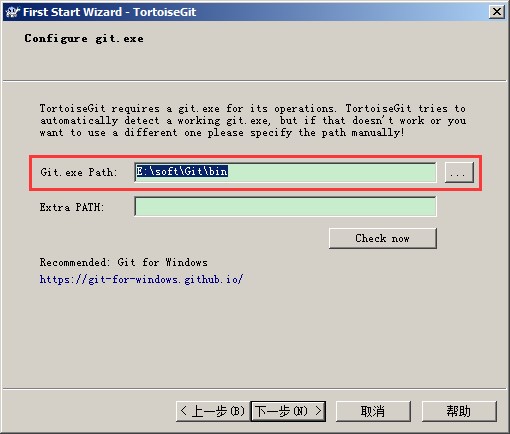 First Start Wizard - TortoiseGit
Configure git.exe
TortoiseGit requires a git.exe for its operations. TortoiseGit tries to
automatically detect a working git.exe, but if that doesn't work or you
want to use a different one please specify the path manually!
Git.exe Path: E:\soft\Git\bin ...
Extra PATH:
Check now
Recommended: Git for Windows
https://git-for-windows.github.io/
< 上一步(B) 下一步(N) > 取消 帮助